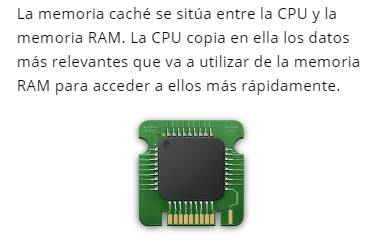 La memoria caché se sitúa entre la CPU y la
memoria RAM. La CPU copia en ella los datos
más relevantes que va a utilizar de la memoria
RAM para acceder a ellos más rápidamente.